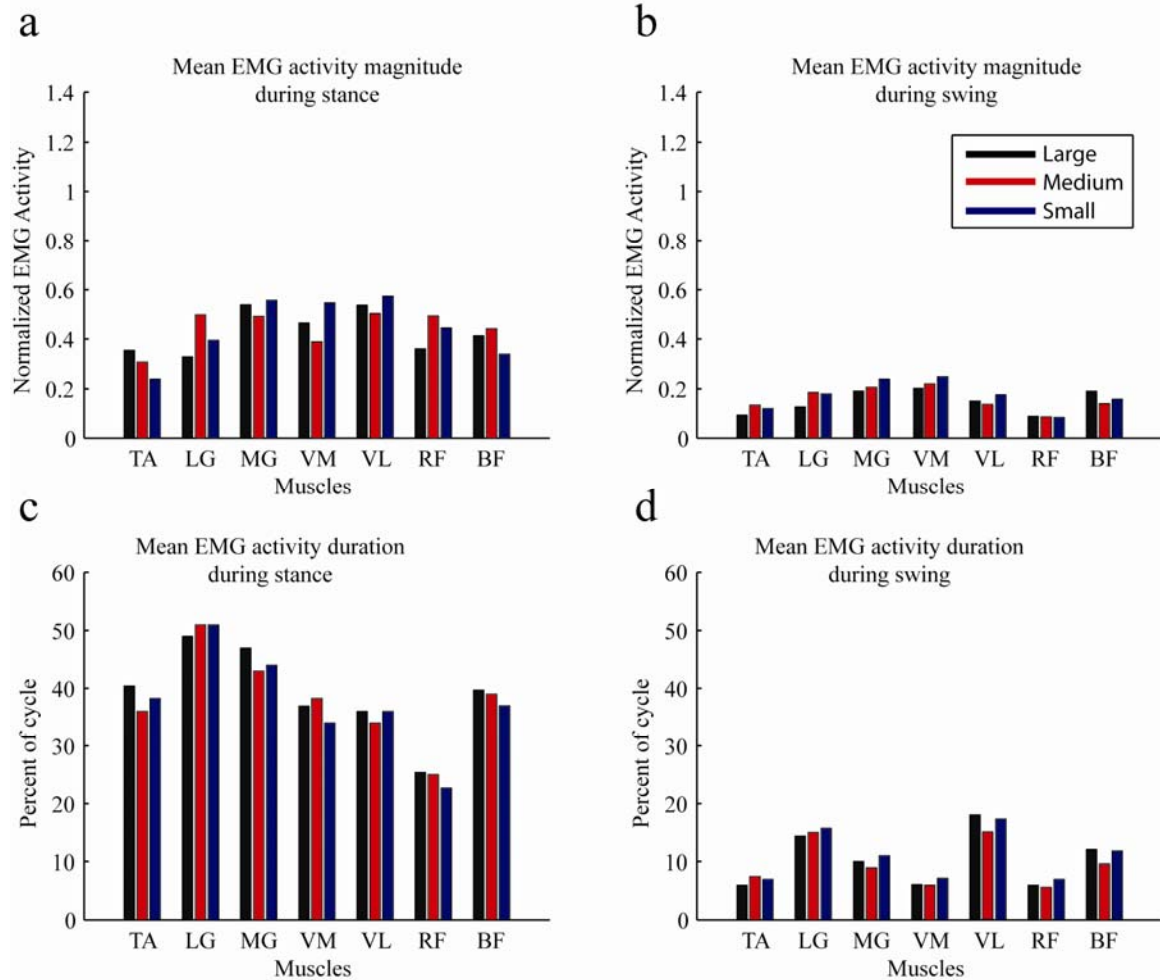 a
Mean EMG activity magnitude
during stance
1.4
1.2
1
0.8
0.6
0.4
0.2
0
Normalized EMG Activity
TA LG MG VM VL RF BF
Muscles
b
Mean EMG activity magnitude
during swing
1.4
1.2
1
0.8
0.6
0.4
0.2
0
Normalized EMG Activity
Large
Medium
Small
TA LG MG VM VL RF BF
Muscles
c
Mean EMG activity duration
during stance
60
50
40
30
20
10
0
Percent of cycle
TA LG MG VM VL RF BF
Muscles
d
Mean EMG activity duration
during swing
60
50
40
30
20
10
0
Percent of cycle
TA LG MG VM VL RF BF
Muscles